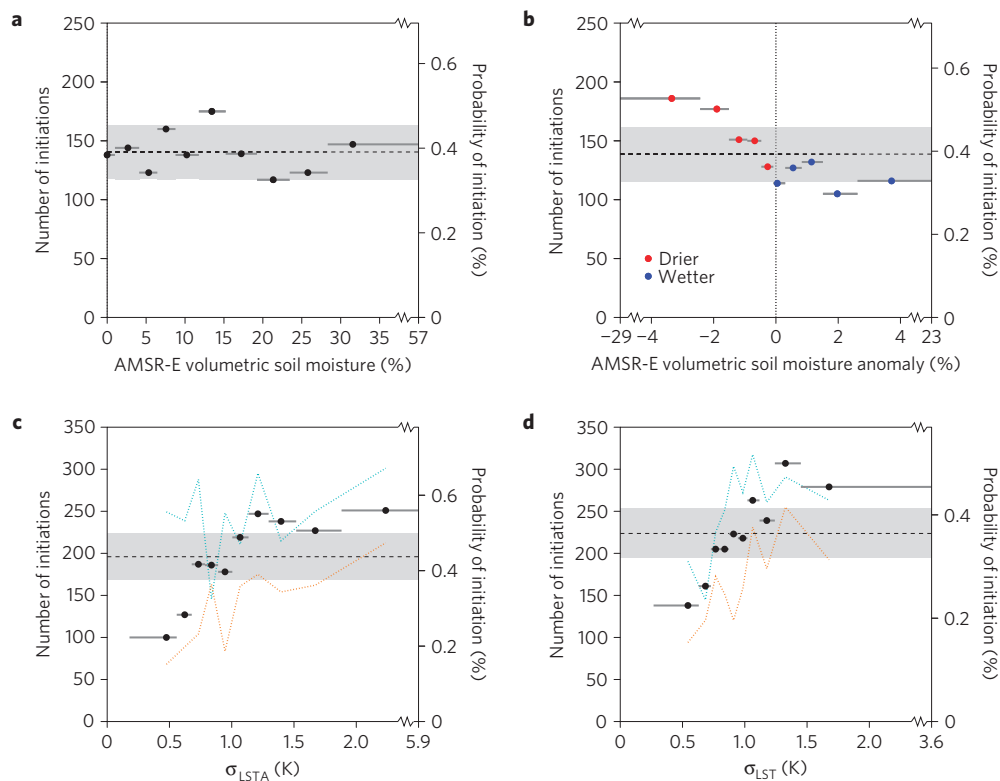 a
250
200
150
100
50
0
Number of initiations
0.6
0.4
0.2
0
Probability of initiation (%)
0 5 10 15 20 25 30 35 57
AMSR-E volumetric soil moisture (%)
b
250
200
150
100
50
0
Number of initiations
Drier
Wetter
0.6
0.4
0.2
0
Probability of initiation (%)
−29 −4 −2 0 2 4 23
AMSR-E volumetric soil moisture anomaly (%)
c
350
300
250
200
150
100
50
0
Number of initiations
0.6
0.4
0.2
0
Probability of initiation (%)
0 0.5 1.0 1.5 2.0 5.9
σLSTA (K)
d
350
300
250
200
150
100
50
0
Number of initiations
0.4
0.2
0
Probability of initiation (%)
0 0.5 1.0 1.5 2.0 3.6
σLST (K)